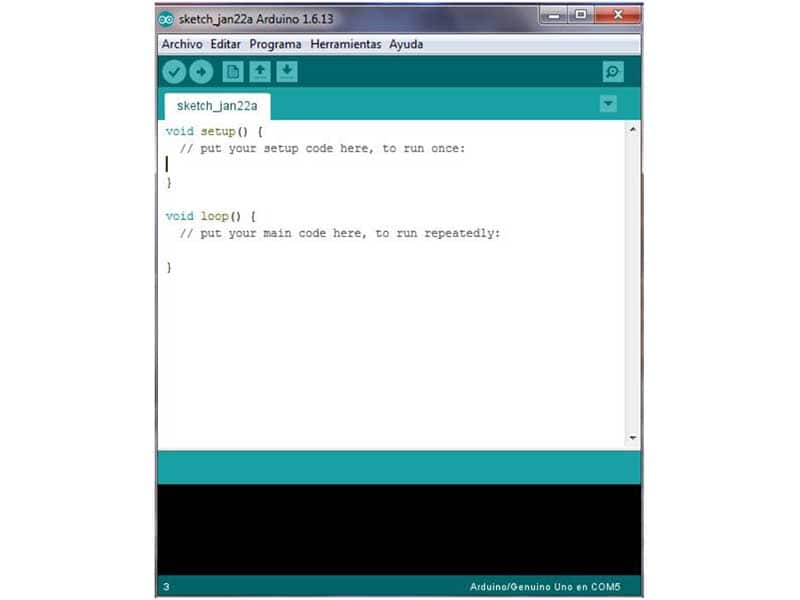 sketch_jan22a Arduino 1.6.13
Archivo Editar Programa Herramientas Ayuda
sketch_jan22a
void setup() {
// put your setup code here, to run once:
}
void loop() {
// put your main code here, to run repeatedly:
}
3 Arduino/Genuino Uno en COM5